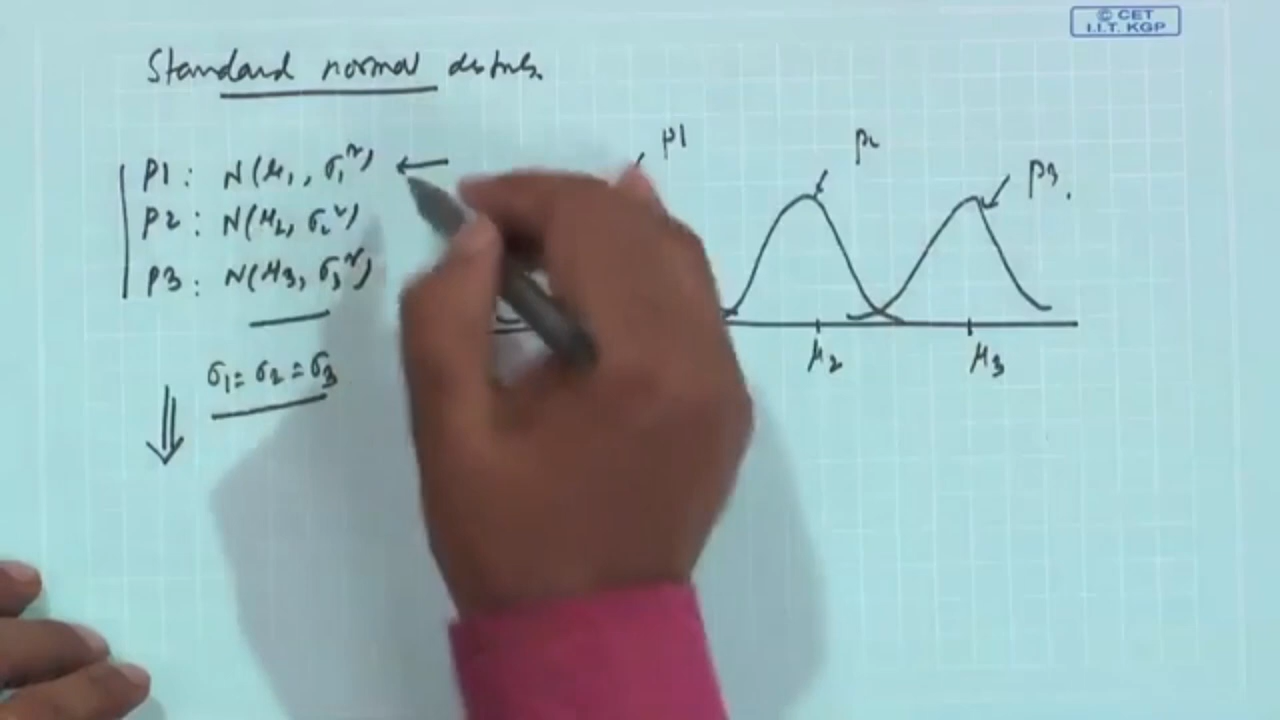 © CET
I.I.T. KGP
Standard normal distrib.
P1 : N(μ₁, σ₁²)
P2 : N(μ₂, σ₂²)
P3 : N(μ₃, σ₃²)
σ₁ = σ₂ = σ₃
P1
P2
P3.
μ₂
μ₃